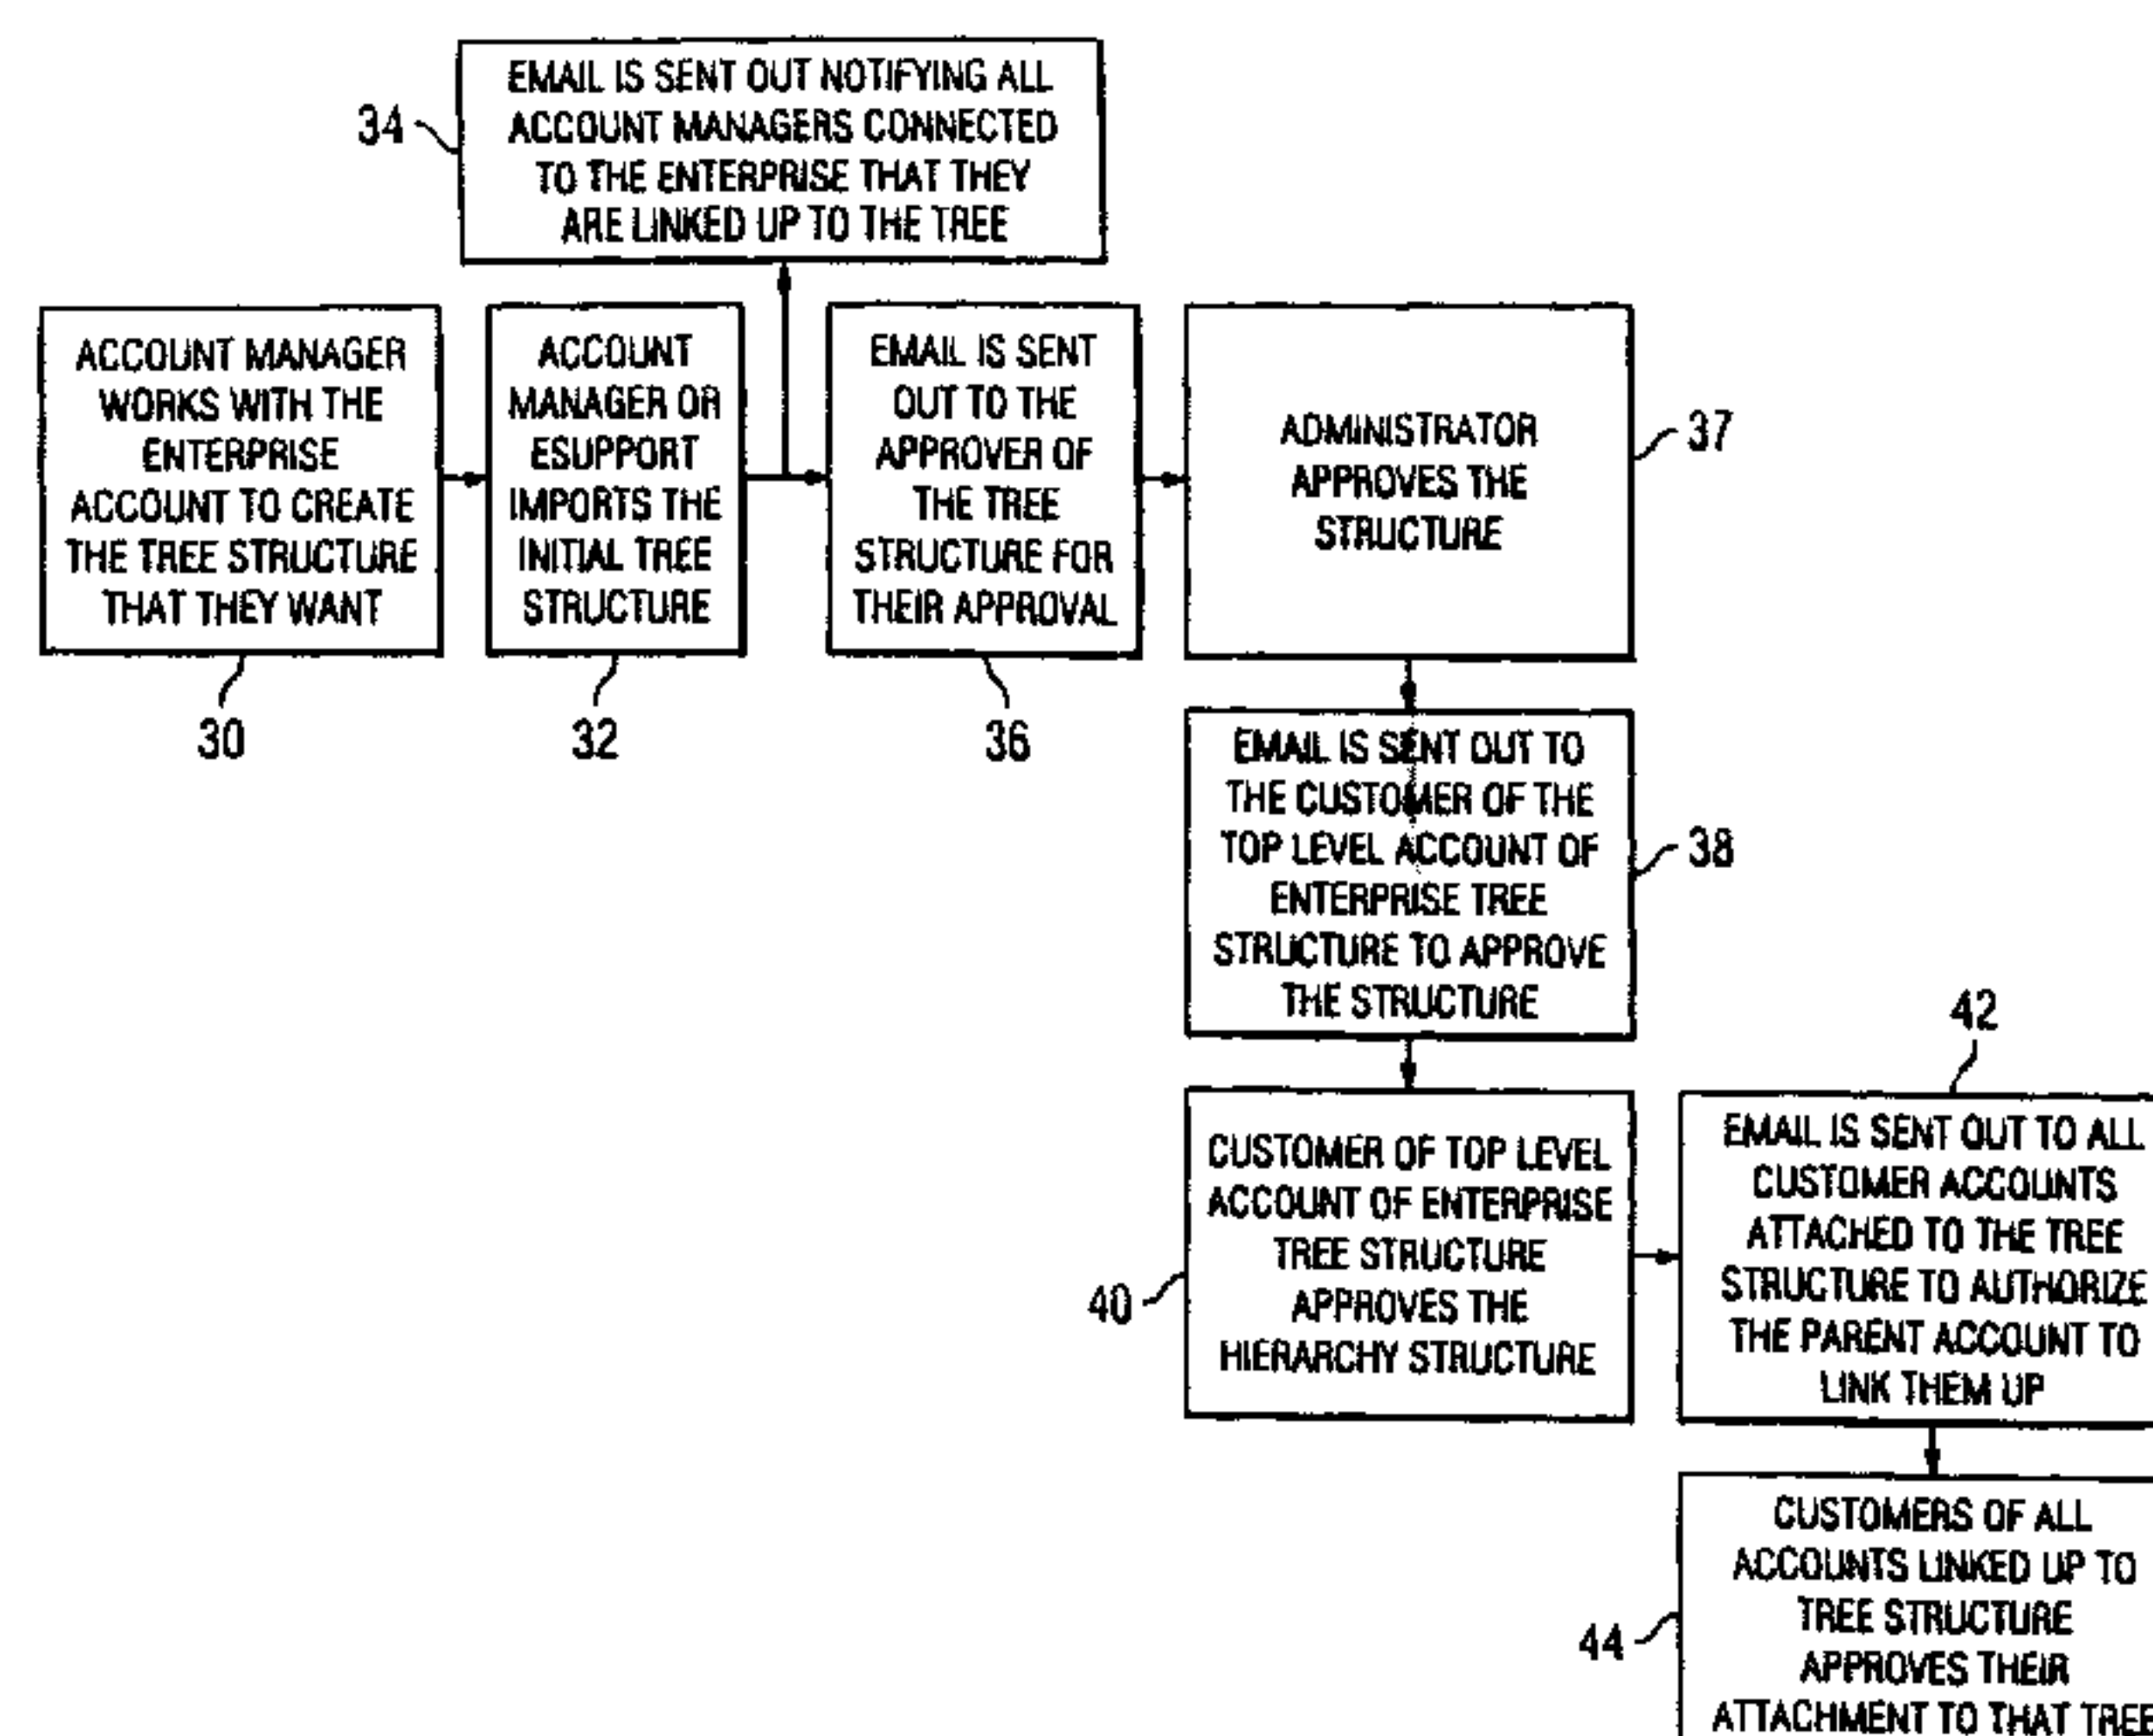 EMAIL IS SENT OUT NOTIFYING ALL
ACCOUNT MANAGERS CONNECTED
TO THE ENTERPRISE THAT THEY
ARE LINKED UP TO THE TREE
34
ACCOUNT MANAGER
WORKS WITH THE
ENTERPRISE
ACCOUNT TO CREATE
THE TREE STRUCTURE
THAT THEY WANT
30
ACCOUNT
MANAGER OR
ESUPPORT
IMPORTS THE
INITIAL TREE
STRUCTURE
32
EMAIL IS SENT
OUT TO THE
APPROVER OF
THE TREE
STRUCTURE FOR
THEIR APPROVAL
36
ADMINISTRATOR
APPROVES THE
STRUCTURE
37
EMAIL IS SENT OUT TO
THE CUSTOMER OF THE
TOP LEVEL ACCOUNT OF
ENTERPRISE TREE
STRUCTURE TO APPROVE
THE STRUCTURE
38
CUSTOMER OF TOP LEVEL
ACCOUNT OF ENTERPRISE
TREE STRUCTURE
APPROVES THE
HIERARCHY STRUCTURE
40
42
EMAIL IS SENT OUT TO ALL
CUSTOMER ACCOUNTS
ATTACHED TO THE TREE
STRUCTURE TO AUTHORIZE
THE PARENT ACCOUNT TO
LINK THEM UP
CUSTOMERS OF ALL
ACCOUNTS LINKED UP TO
TREE STRUCTURE
APPROVES THEIR
ATTACHMENT TO THAT TREE
44